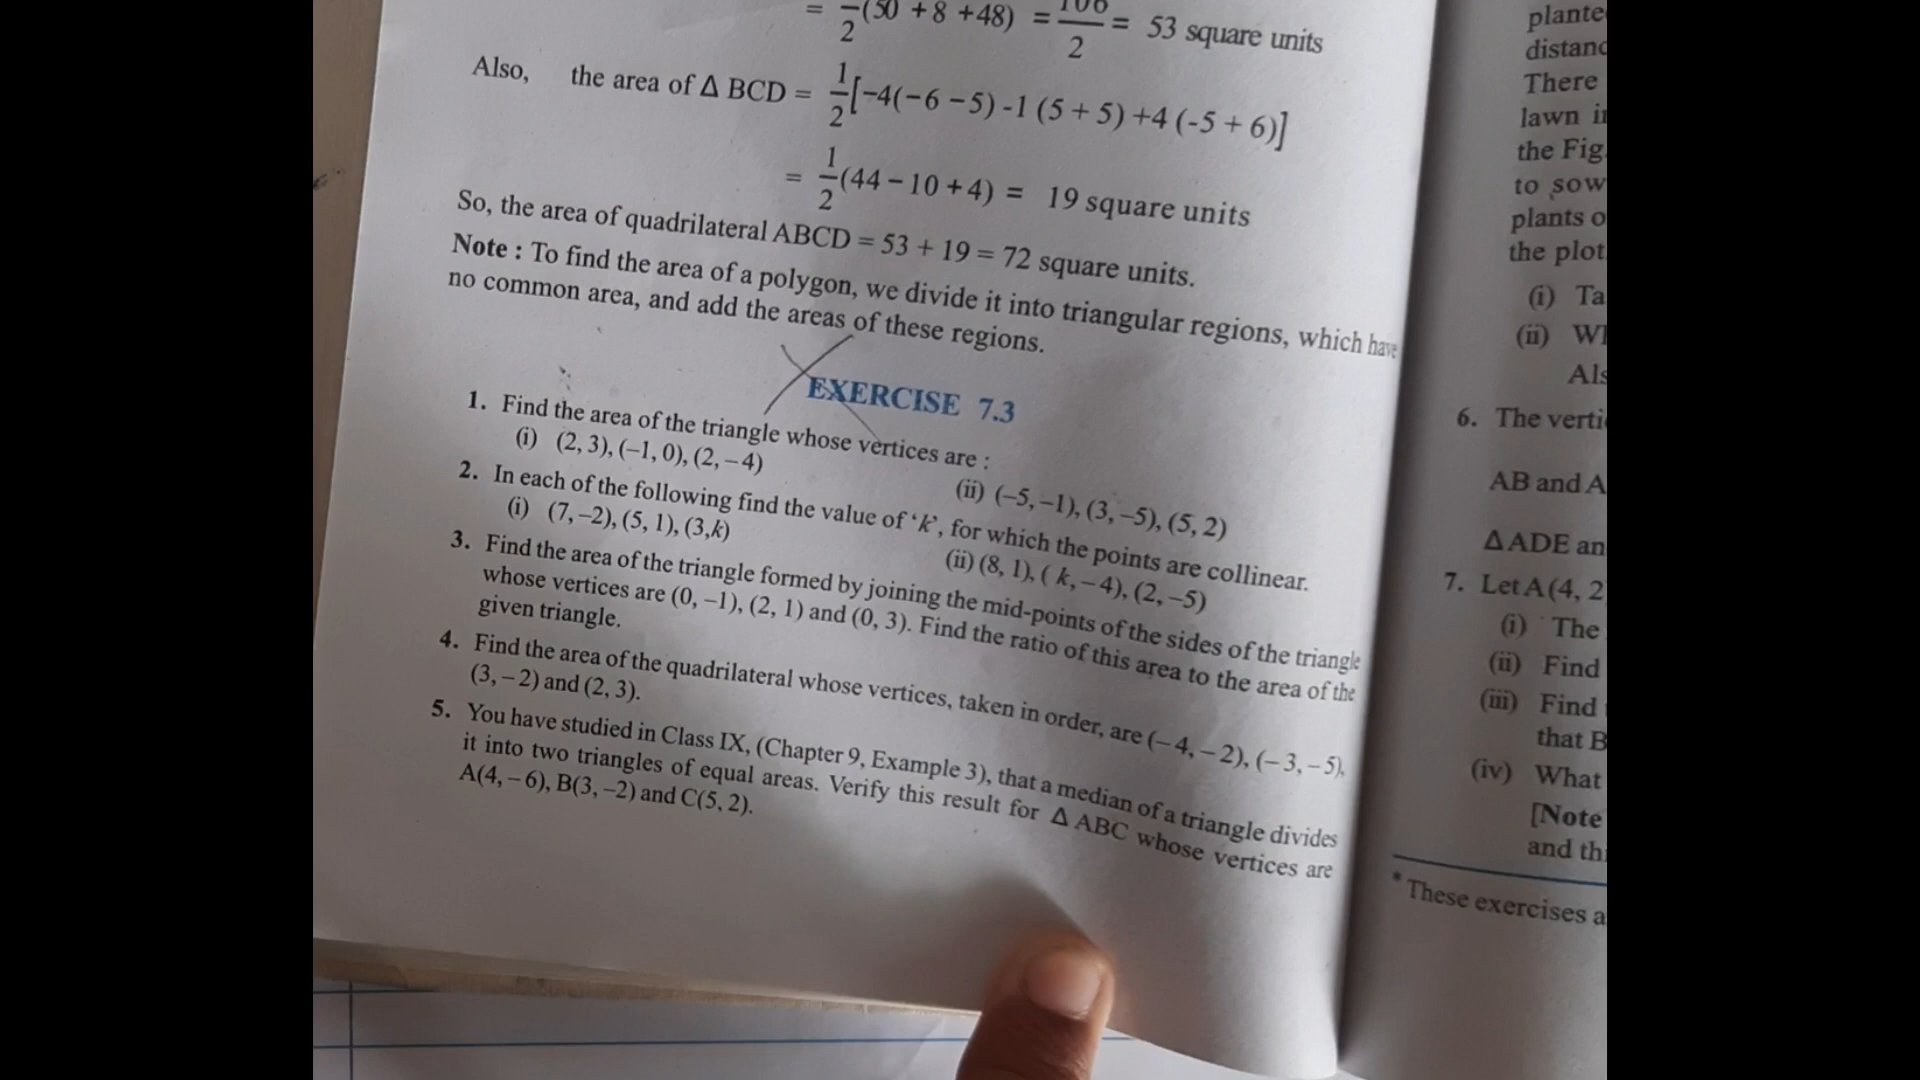 = 1/2 (50 + 8 + 48) = 106/2 = 53 square units
Also, the area of Δ BCD = 1/2 [−4(−6 − 5) -1 (5 + 5) +4 (-5 + 6)]
= 1/2 (44 − 10 + 4) = 19 square units
So, the area of quadrilateral ABCD = 53 + 19 = 72 square units.
Note : To find the area of a polygon, we divide it into triangular regions, which have
no common area, and add the areas of these regions.
EXERCISE 7.3
1. Find the area of the triangle whose vertices are :
(i) (2, 3), (–1, 0), (2, – 4) (ii) (–5, –1), (3, –5), (5, 2)
2. In each of the following find the value of ‘k’, for which the points are collinear.
(i) (7, –2), (5, 1), (3,k) (ii) (8, 1), ( k, – 4), (2, –5)
3. Find the area of the triangle formed by joining the mid-points of the sides of the triangle
whose vertices are (0, –1), (2, 1) and (0, 3). Find the ratio of this area to the area of the
given triangle.
4. Find the area of the quadrilateral whose vertices, taken in order, are (– 4, – 2), (– 3, – 5),
(3, – 2) and (2, 3).
5. You have studied in Class IX, (Chapter 9, Example 3), that a median of a triangle divides
it into two triangles of equal areas. Verify this result for Δ ABC whose vertices are
A(4, – 6), B(3, –2) and C(5, 2).
plante
distanc
There
lawn i
the Fig.
to sow
plants o
the plot
(i) Ta
(ii) W
Als
6. The verti
AB and A
Δ ADE an
7. Let A (4, 2
(i) The
(ii) Find
(iii) Find
that B
(iv) What
[Note
and th
* These exercises a